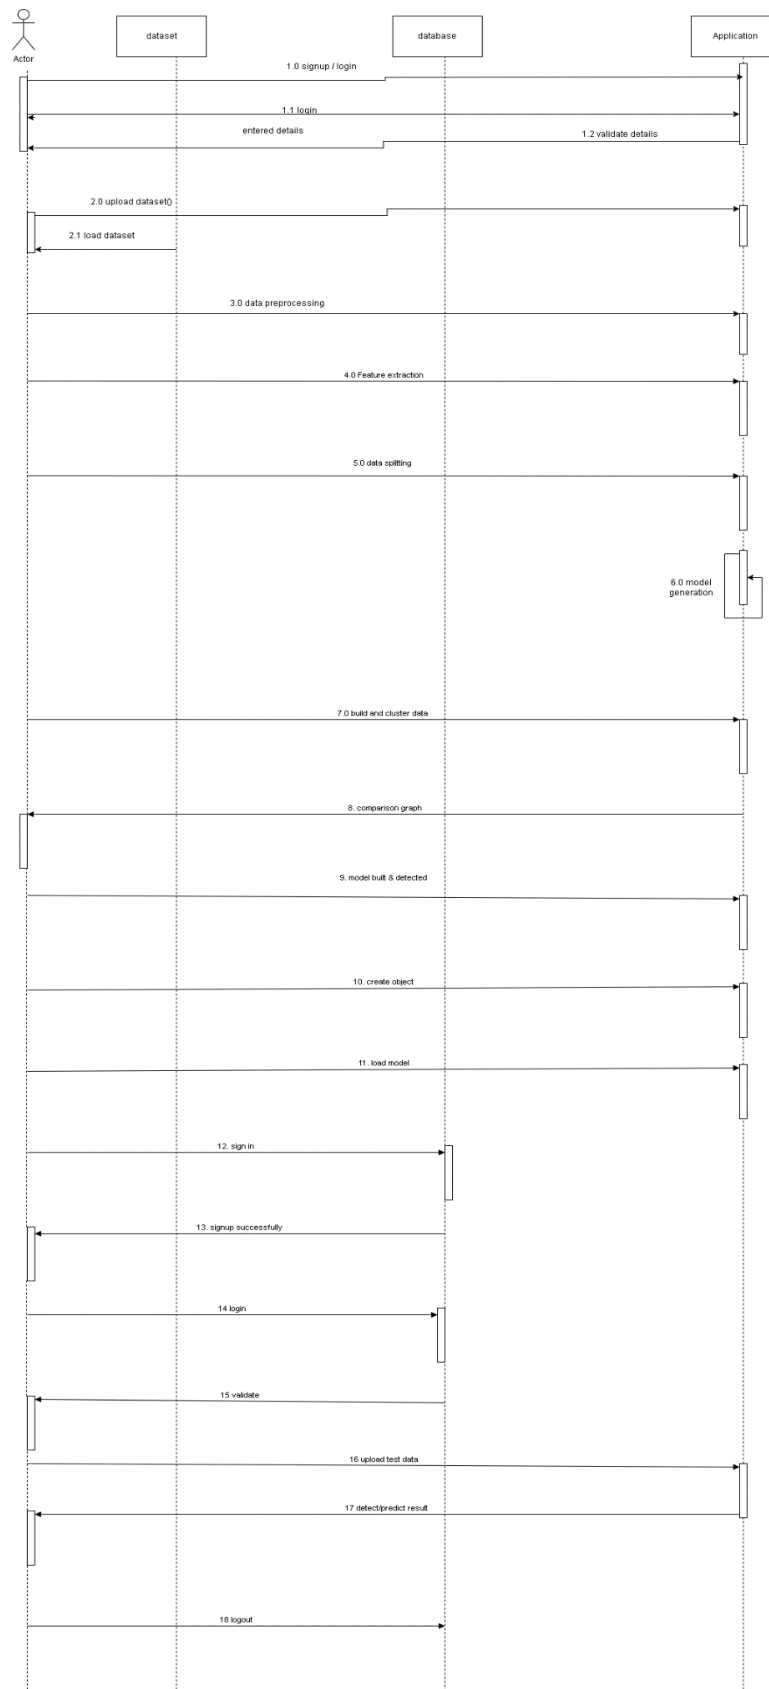 dataset
database
Application
Actor
1.0 signup / login
1.1 login
entered details
1.2 validate details
2.0 upload dataset()
2.1 load dataset
3.0 data preprocessing
4.0 Feature extraction
5.0 data splitting
6.0 model
generation
7.0 build and cluster data
8. comparison graph
9. model built & detected
10. create object
11. load model
12. sign in
13. signup successfully
14 login
15 validate
16 upload test data
17 detect/predict result
18 logout